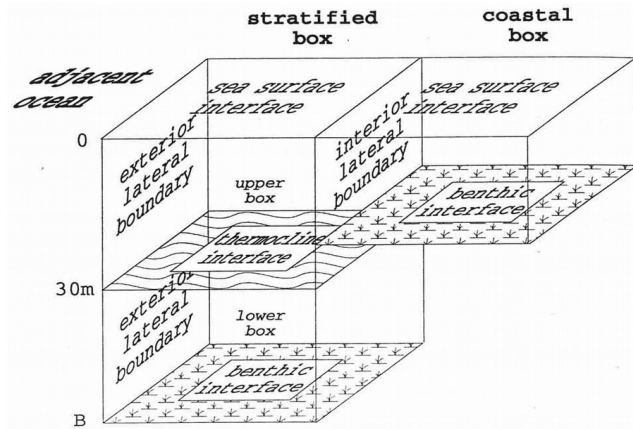 stratified
box
coastal
box
adjacent
ocean
sea surface
interface
sea surface
interface
0
exterior
lateral
boundary
interior
lateral
boundary
upper
box
benthic
interface
thermocline
interface
30m
exterior
lateral
boundary
lower
box
benthic
interface
B